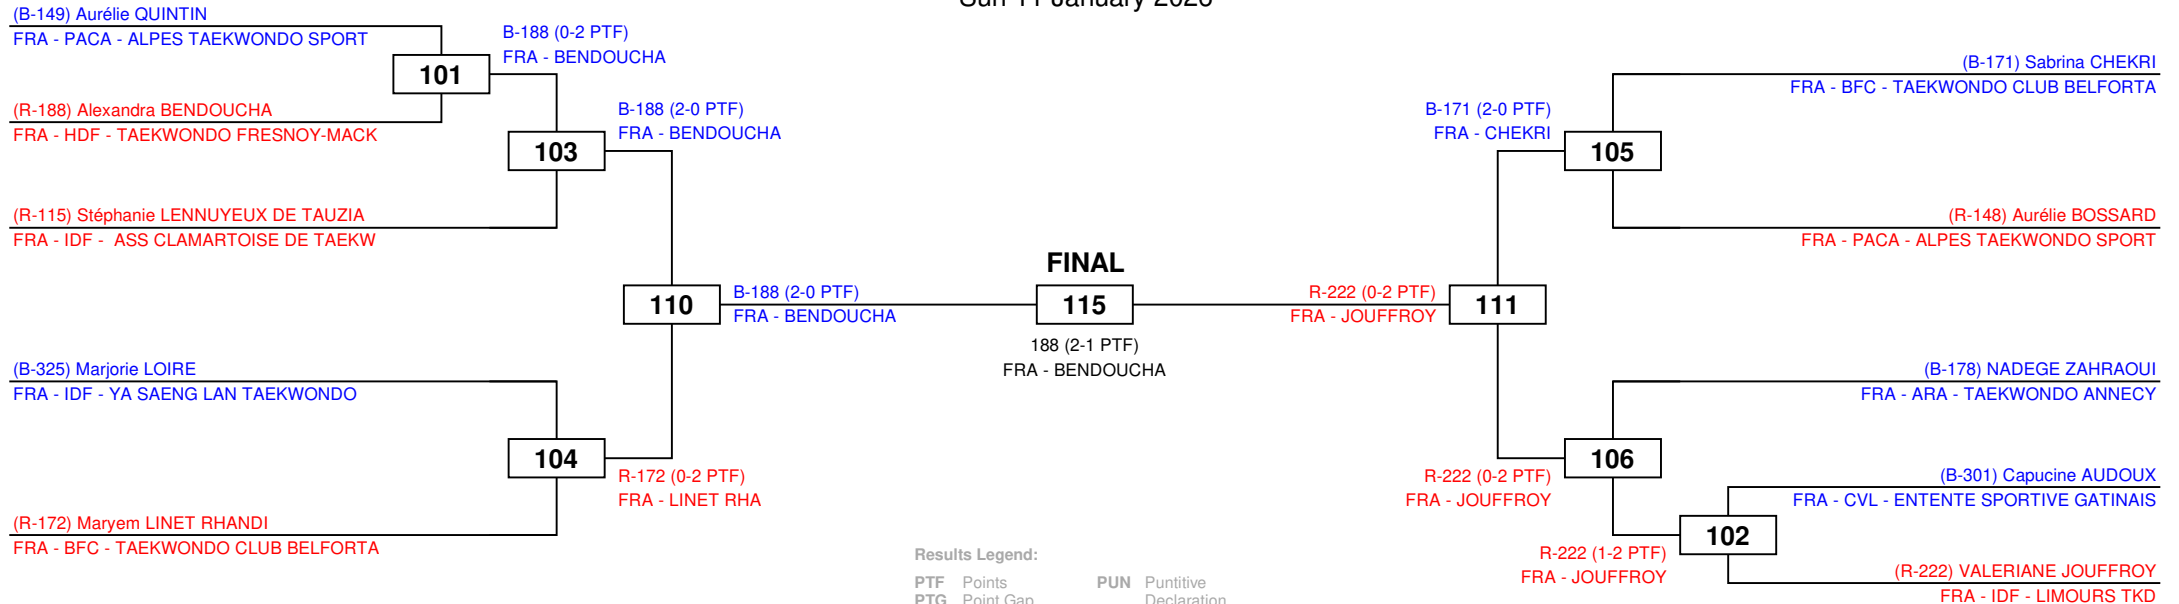 Sun 11 January 2026
(B-149) Aurélie QUINTIN
FRA - PACA - ALPES TAEKWONDO SPORT
101
B-188 (0-2 PTF)
FRA - BENDOUCHA
(R-188) Alexandra BENDOUCHA
FRA - HDF - TAEKWONDO FRESNOY-MACK
103
B-188 (2-0 PTF)
FRA - BENDOUCHA
(R-115) Stéphanie LENNUYEUX DE TAUZIA
FRA - IDF - ASS CLAMARTOISE DE TAEKW
110
B-188 (2-0 PTF)
FRA - BENDOUCHA
(B-325) Marjorie LOIRE
FRA - IDF - YA SAENG LAN TAEKWONDO
104
R-172 (0-2 PTF)
FRA - LINET RHA
(R-172) Maryem LINET RHANDI
FRA - BFC - TAEKWONDO CLUB BELFORTA
FINAL
115
188 (2-1 PTF)
FRA - BENDOUCHA
(B-171) Sabrina CHEKRI
FRA - BFC - TAEKWONDO CLUB BELFORTA
B-171 (2-0 PTF)
FRA - CHEKRI
105
(R-148) Aurélie BOSSARD
FRA - PACA - ALPES TAEKWONDO SPORT
R-222 (0-2 PTF)
FRA - JOUFFROY
111
(B-178) NADEGE ZAHRAOUI
FRA - ARA - TAEKWONDO ANNECY
106
R-222 (0-2 PTF)
FRA - JOUFFROY
(B-301) Capucine AUDOUX
FRA - CVL - ENTENTE SPORTIVE GATINAIS
102
R-222 (1-2 PTF)
FRA - JOUFFROY
(R-222) VALERIANE JOUFFROY
FRA - IDF - LIMOURS TKD
Results Legend:
PTF Points PUN Puntitive
PTG Point Gap Declaration